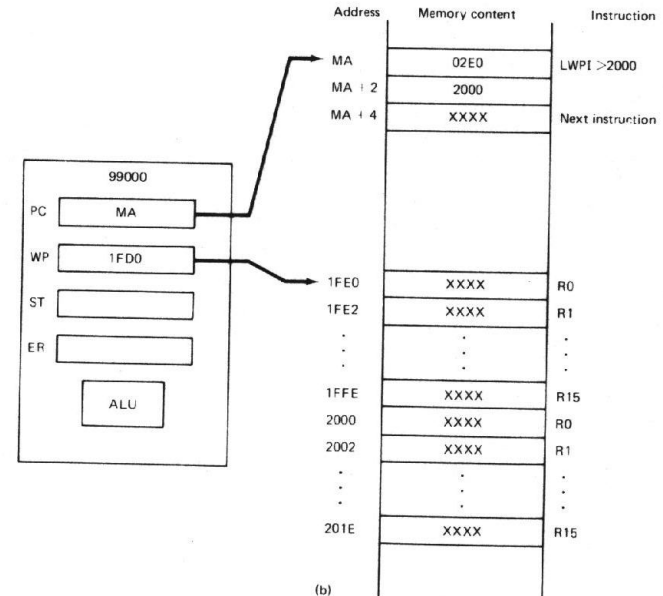 Address Memory content Instruction
MA 02E0 LWPI >2000
MA + 2 2000
MA + 4 XXXX Next instruction
99000
PC MA
WP 1FD0
ST
ER
ALU
1FE0 XXXX R0
1FE2 XXXX R1
. . .
. . .
. . .
1FFE XXXX R15
2000 XXXX R0
2002 XXXX R1
. . .
. . .
. . .
201E XXXX R15
(b)